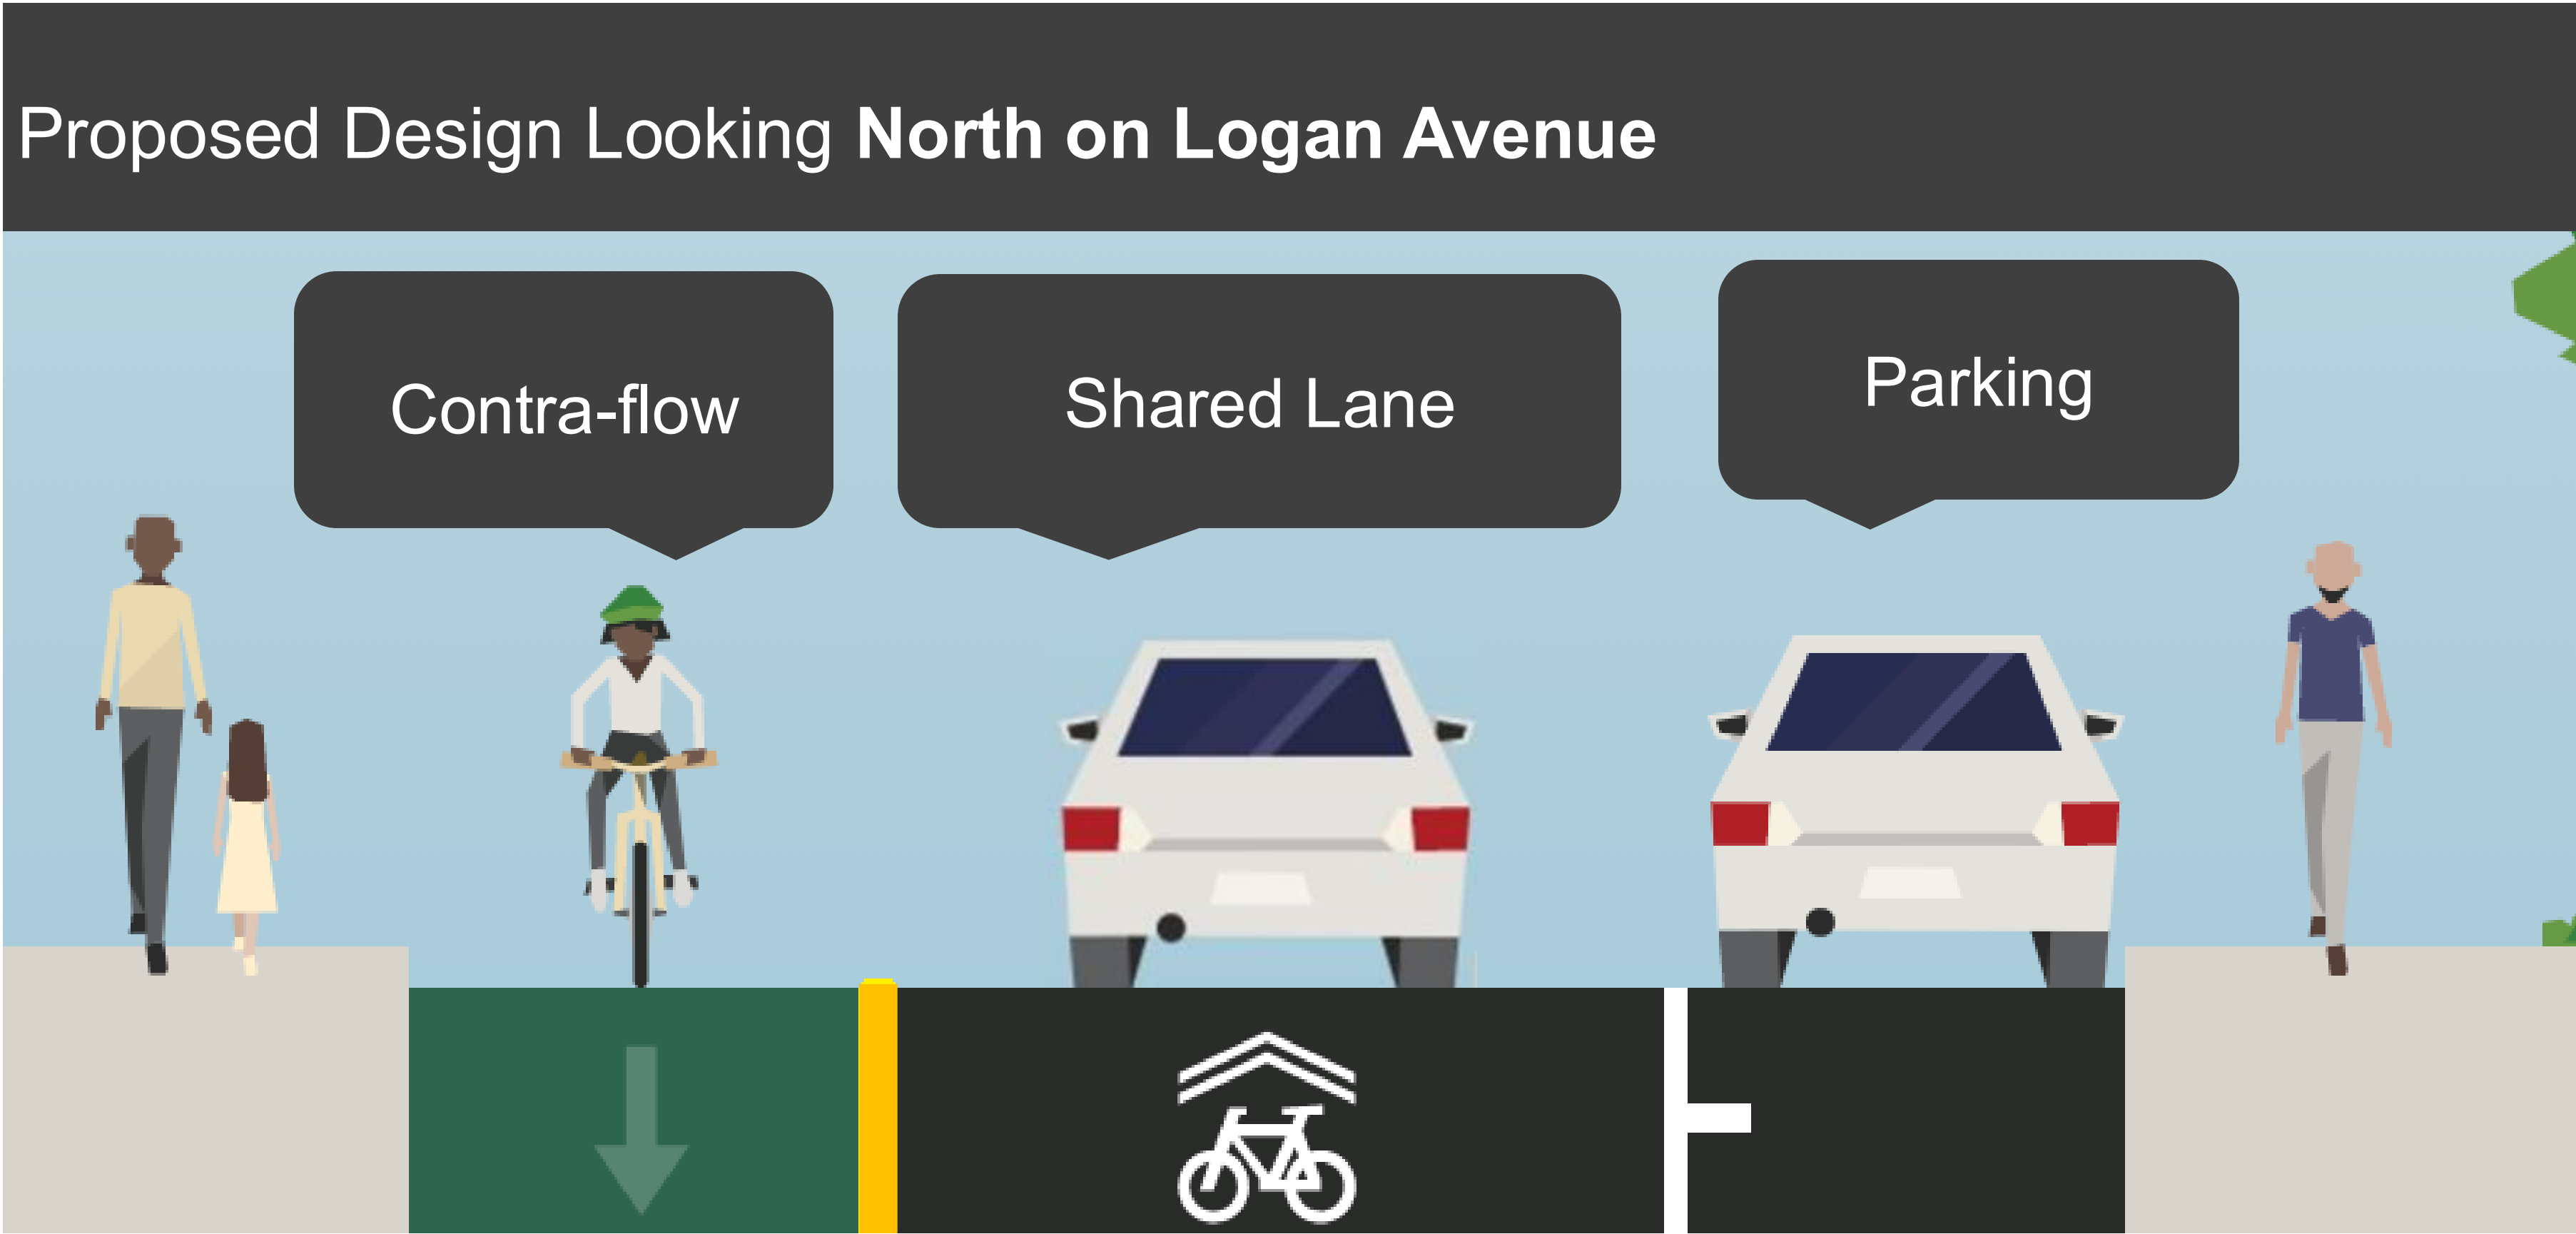 Proposed Design Looking North on Logan Avenue
Contra-flow
Shared Lane
Parking